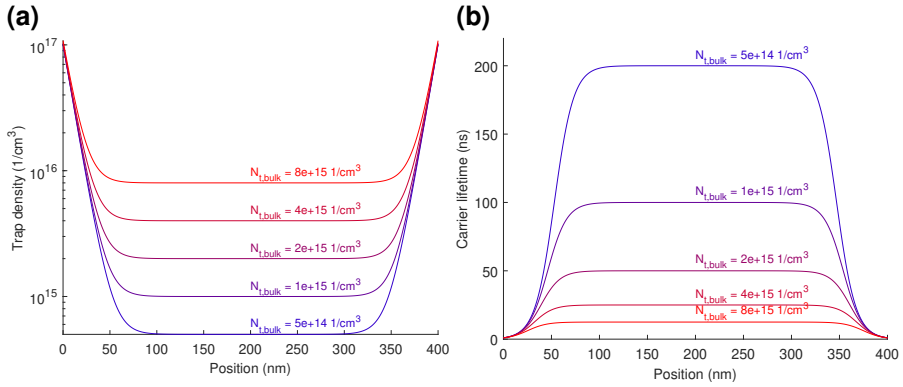 (a)
10^17
10^16
10^15
Trap density (1/cm^3)
N_t,bulk = 8e+15 1/cm^3
N_t,bulk = 4e+15 1/cm^3
N_t,bulk = 2e+15 1/cm^3
N_t,bulk = 1e+15 1/cm^3
N_t,bulk = 5e+14 1/cm^3
0 50 100 150 200 250 300 350 400
Position (nm)
(b)
200
150
100
50
0
Carrier lifetime (ns)
N_t,bulk = 5e+14 1/cm^3
N_t,bulk = 1e+15 1/cm^3
N_t,bulk = 2e+15 1/cm^3
N_t,bulk = 4e+15 1/cm^3
N_t,bulk = 8e+15 1/cm^3
0 50 100 150 200 250 300 350 400
Position (nm)